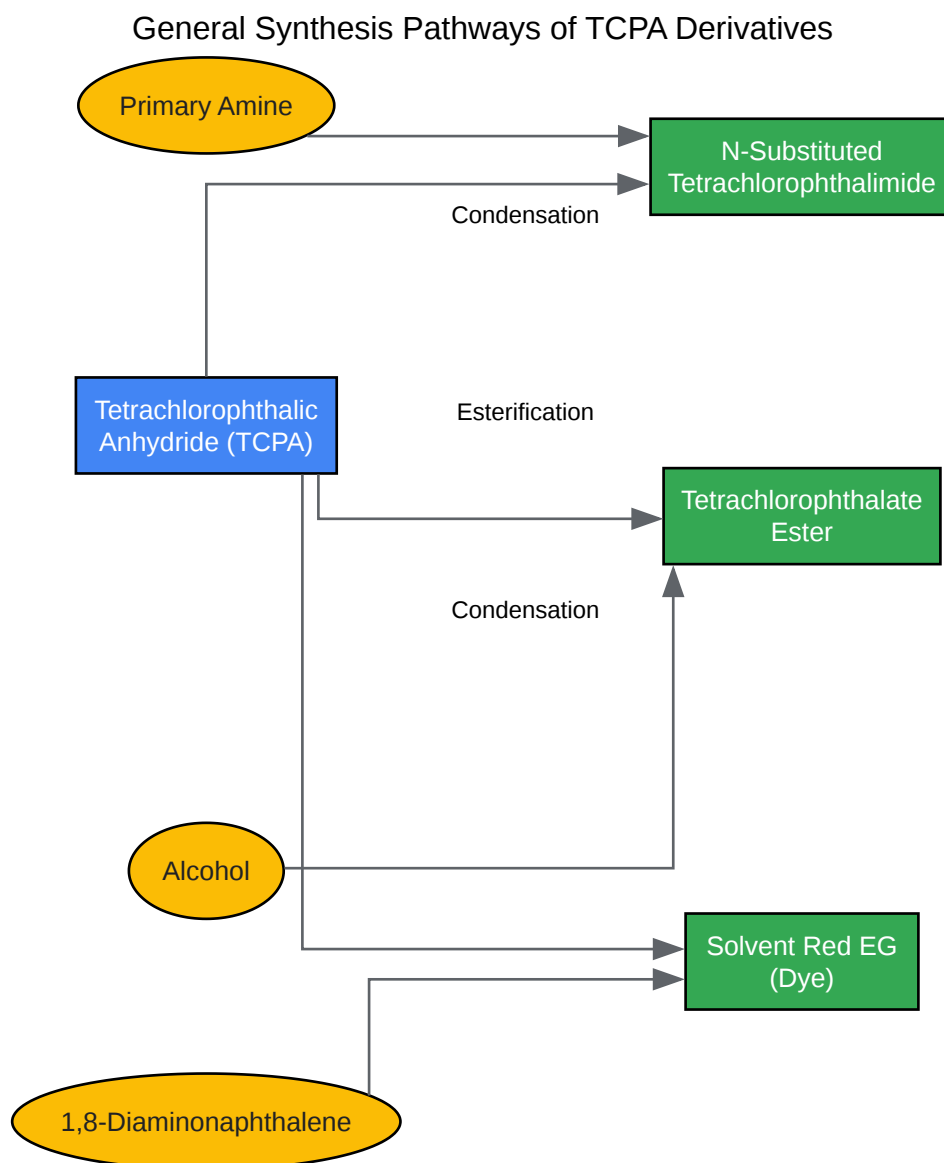 General Synthesis Pathways of TCPA Derivatives
Primary Amine
N-Substituted
Tetrachlorophthalimide
Condensation
Tetrachlorophthalic
Anhydride (TCPA)
Esterification
Tetrachlorophthalate
Ester
Condensation
Alcohol
Solvent Red EG
(Dye)
1,8-Diaminonaphthalene